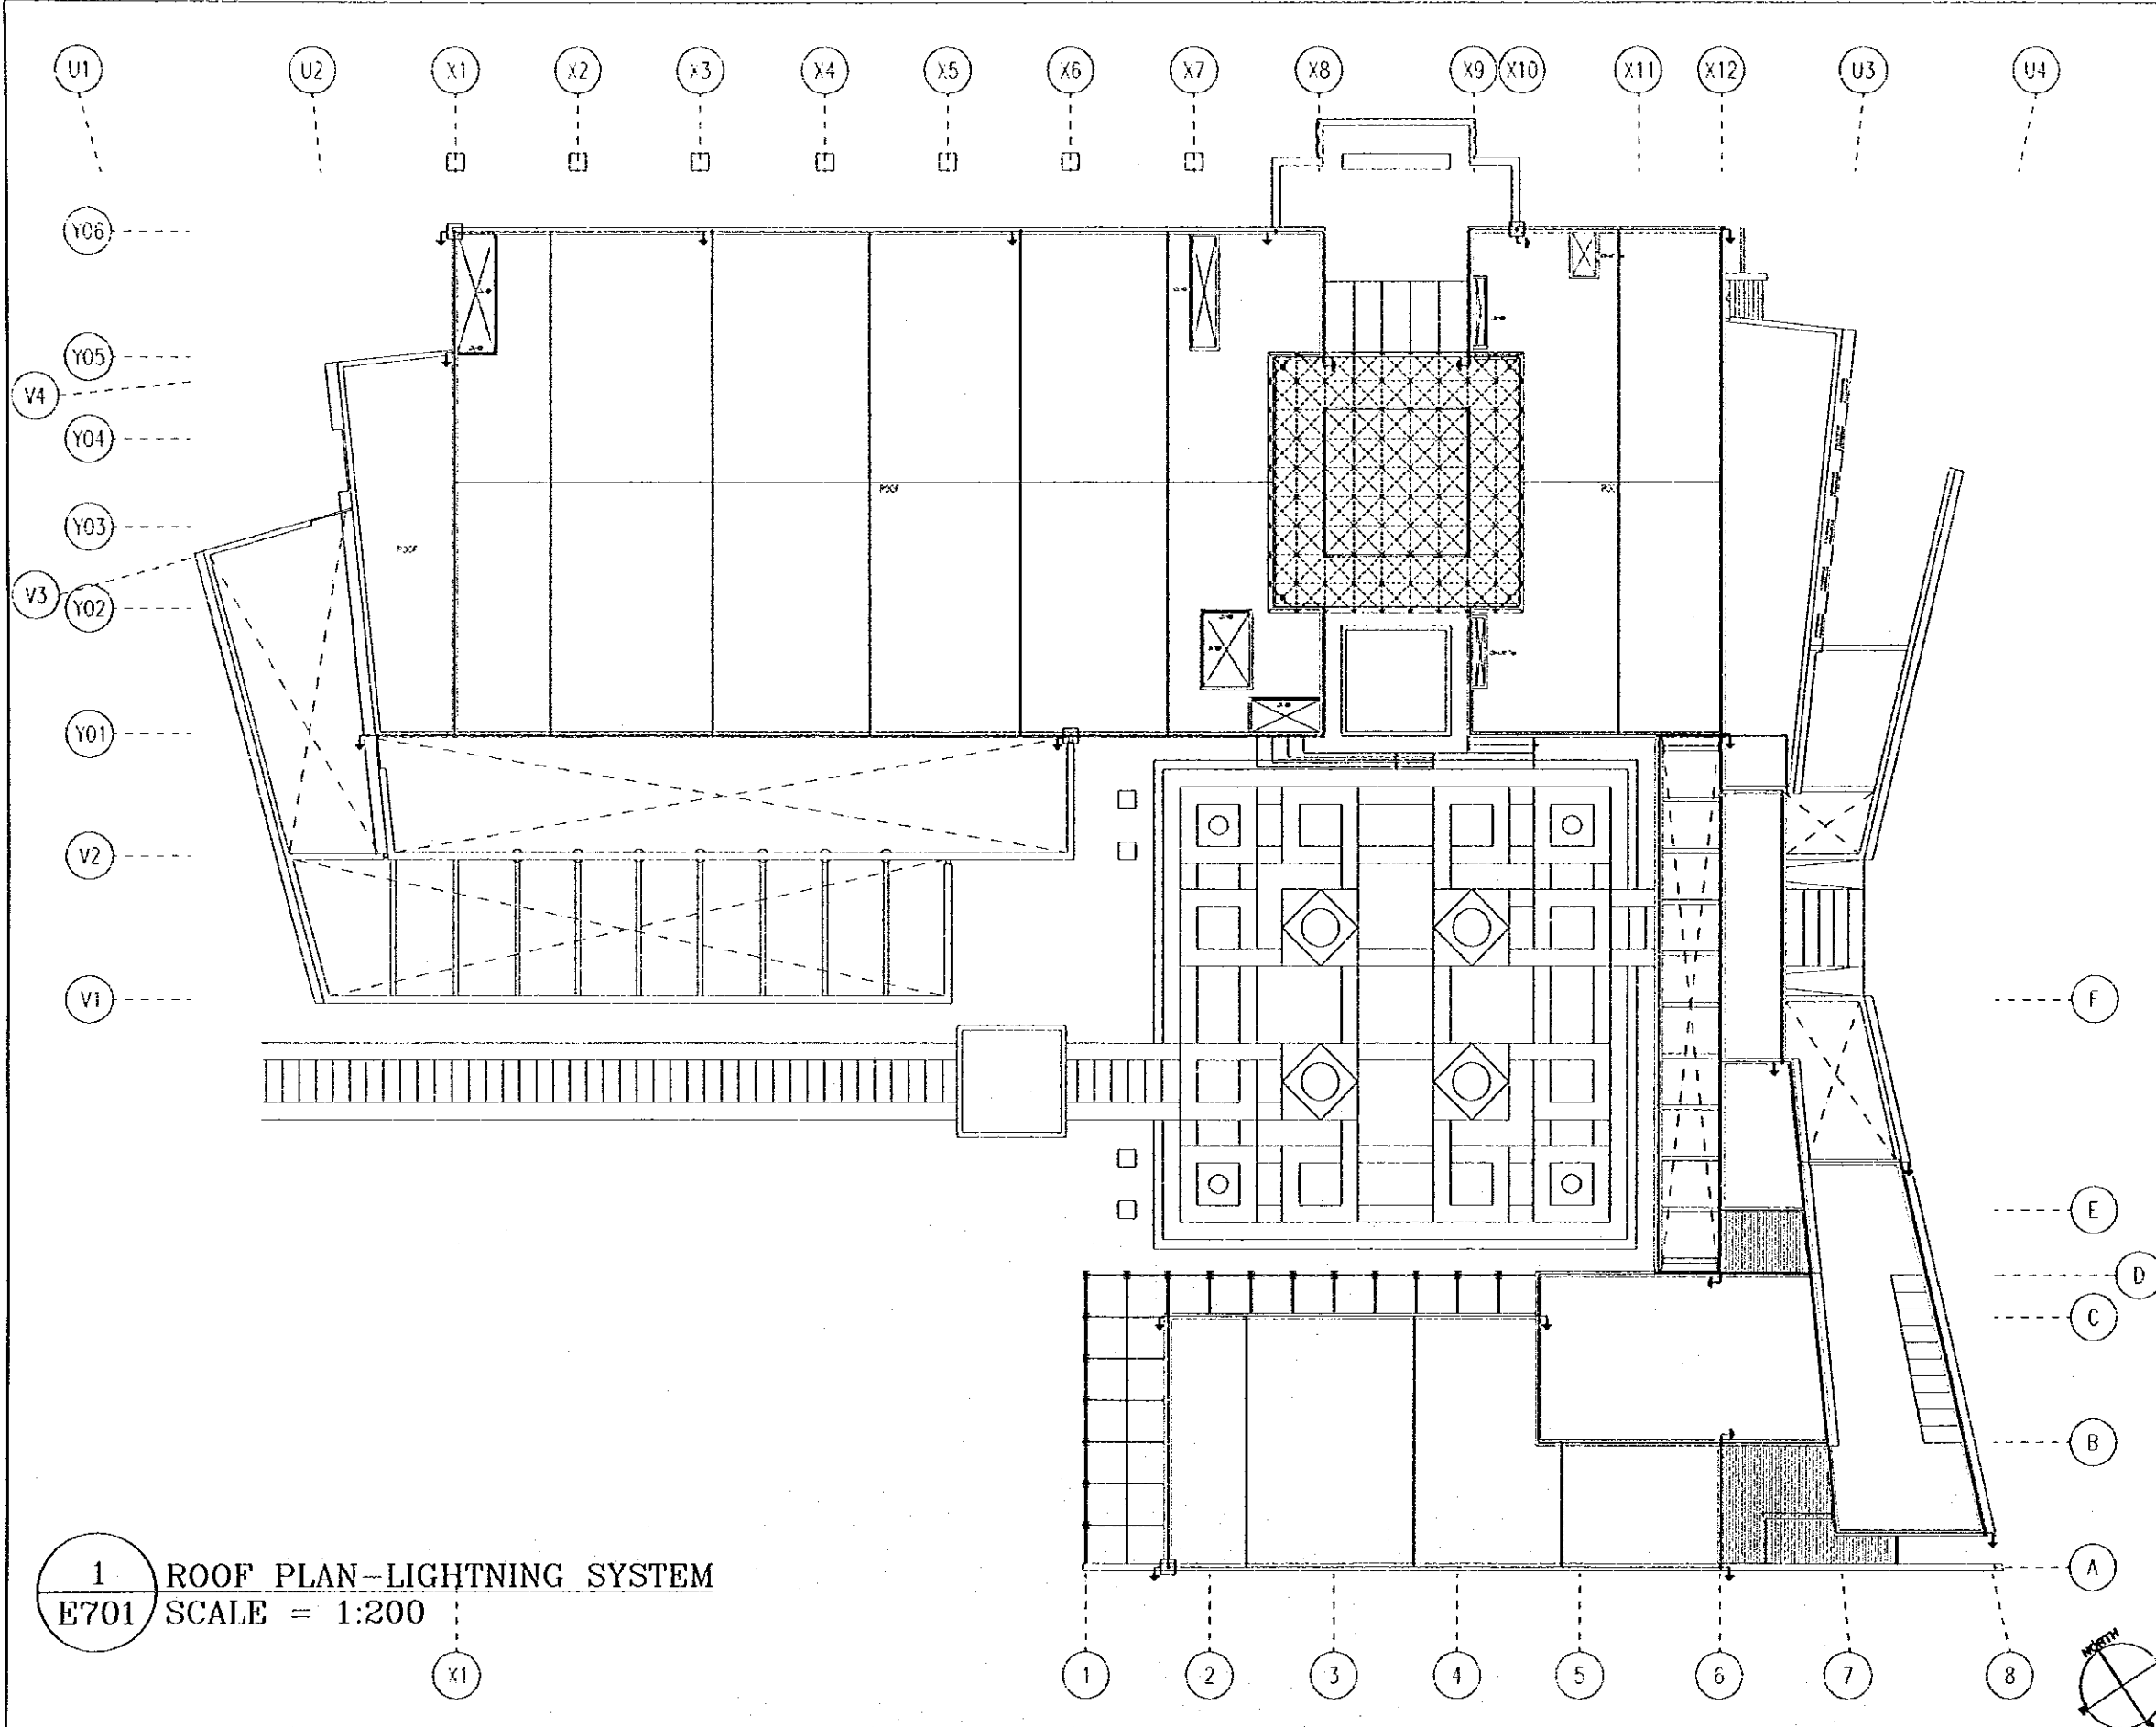 U1 U2 X1 X2 X3 X4 X5 X6 X7 X8 X9 X10 X11 X12 U3 U4
Y06
Y05
V4
Y04
ROOF
Y03
ROOF
V3
Y02
Y01
V2
V1 F
E
D
C
B
A
1 ROOF PLAN-LIGHTNING SYSTEM
E701 SCALE = 1:200
NORTH
X1 1 2 3 4 5 6 7 8